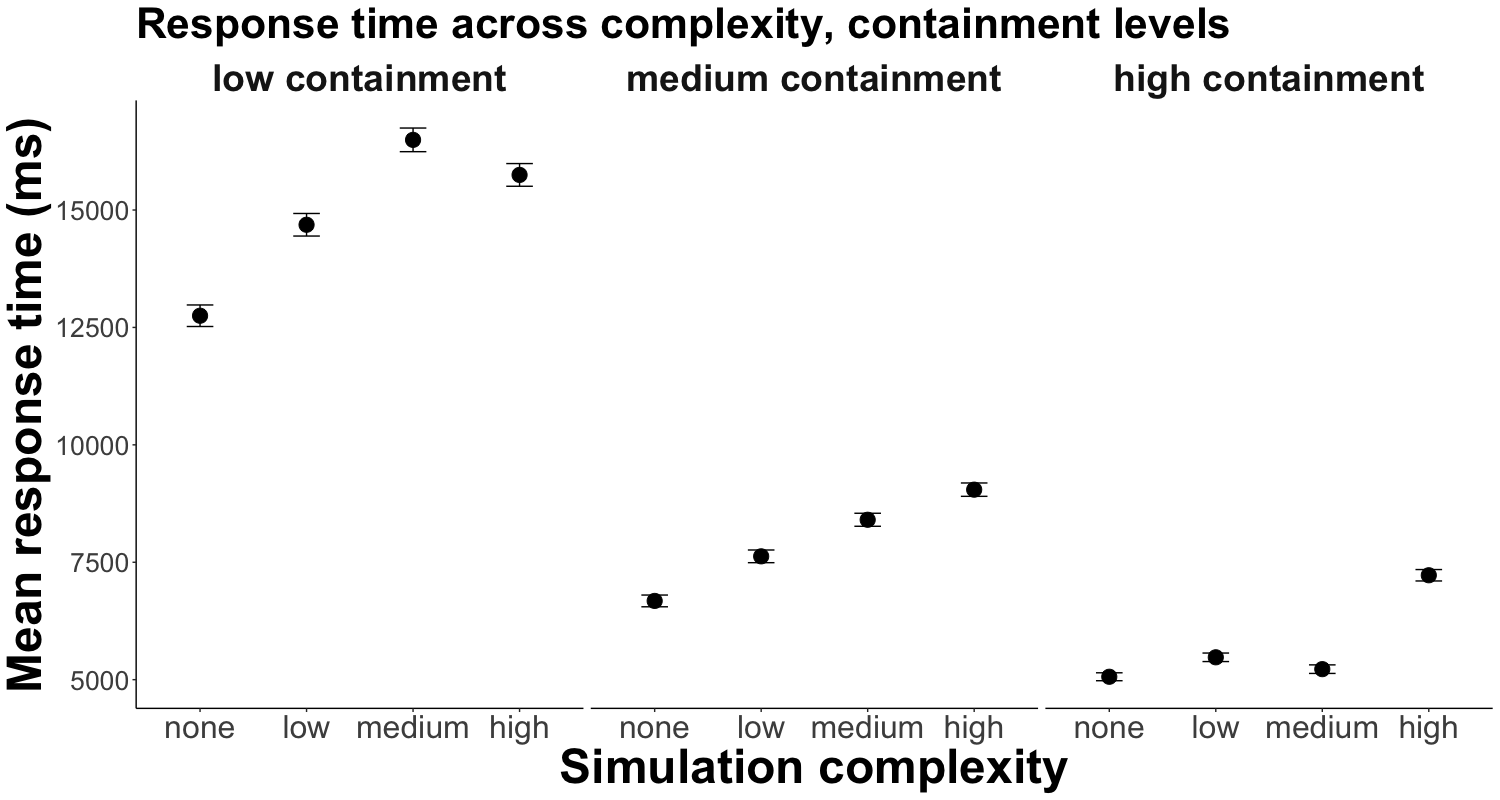 Response time across complexity, containment levels
low containment medium containment high containment
Mean response time (ms)
15000
12500
10000
7500
5000
none low medium high none low medium high none low medium high
Simulation complexity